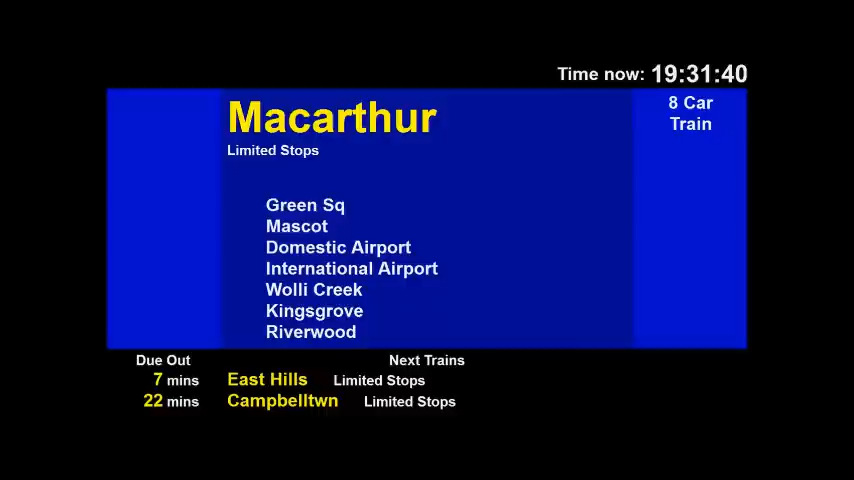 Time now: 19:31:40
Macarthur
8 Car
Train
Limited Stops
Green Sq
Mascot
Domestic Airport
International Airport
Wolli Creek
Kingsgrove
Riverwood
Due Out Next Trains
7 mins East Hills Limited Stops
22 mins Campbelltwn Limited Stops